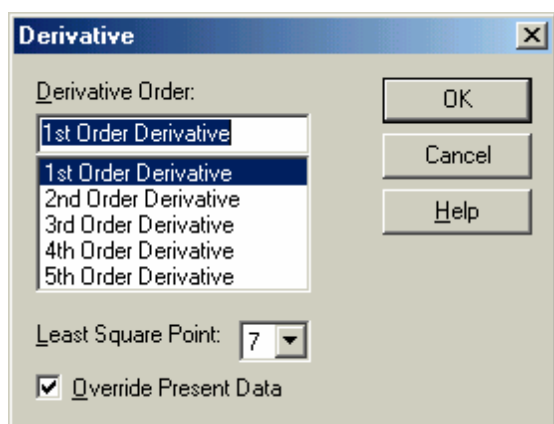 Derivative
Derivative Order:
1st Order Derivative
1st Order Derivative
2nd Order Derivative
3rd Order Derivative
4th Order Derivative
5th Order Derivative
OK
Cancel
Help
Least Square Point: 7
Override Present Data